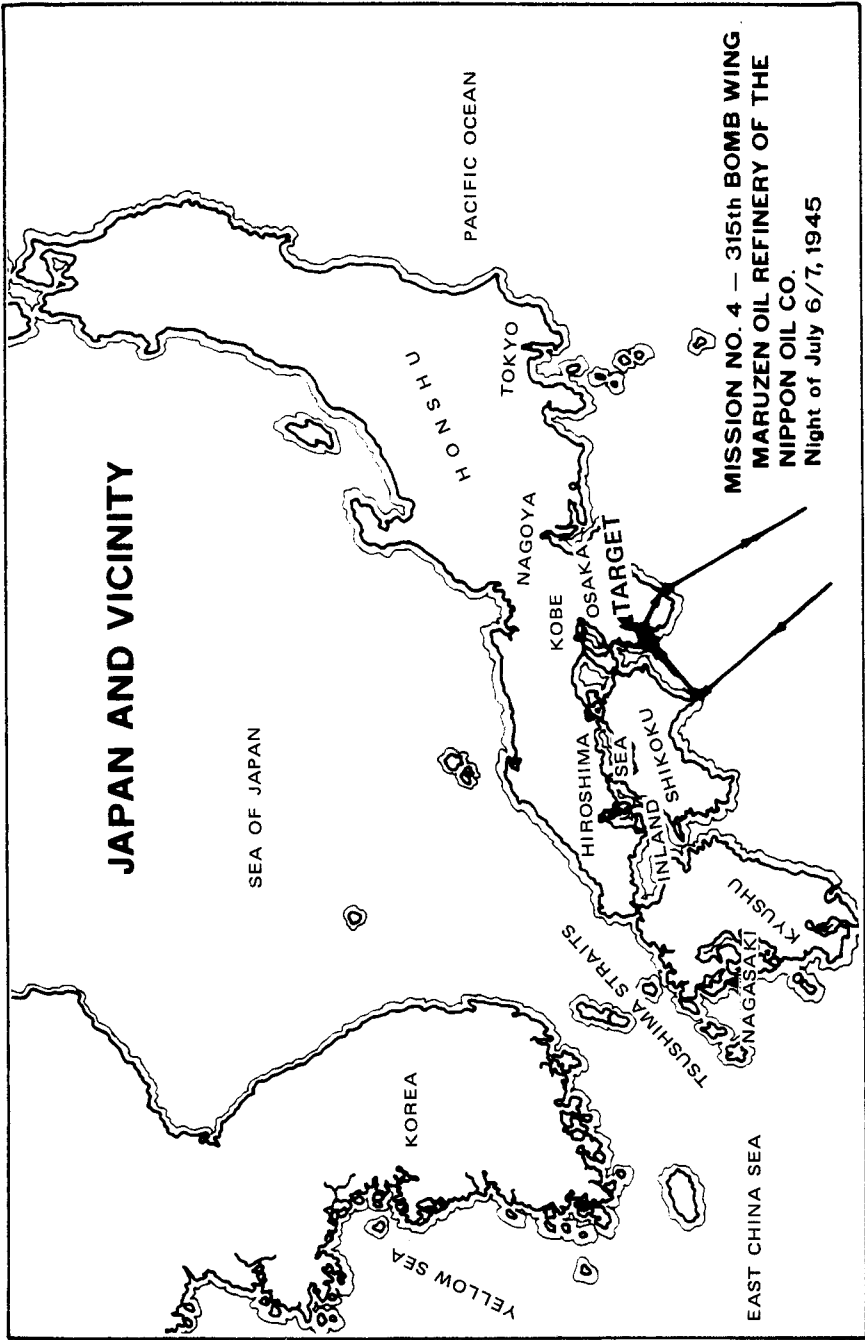 JAPAN AND VICINITY
SEA OF JAPAN
PACIFIC OCEAN
HONSHU
TOKYO
NAGOYA
KOBE
OSAKA
TARGET
HIROSHIMA
INLAND SEA
SHIKOKU
KYUSHU
NAGASAKI
TSUSHIMA STRAITS
KOREA
YELLOW SEA
EAST CHINA SEA
MISSION NO. 4 — 315th BOMB WING
MARUZEN OIL REFINERY OF THE
NIPPON OIL CO.
Night of July 6/7, 1945